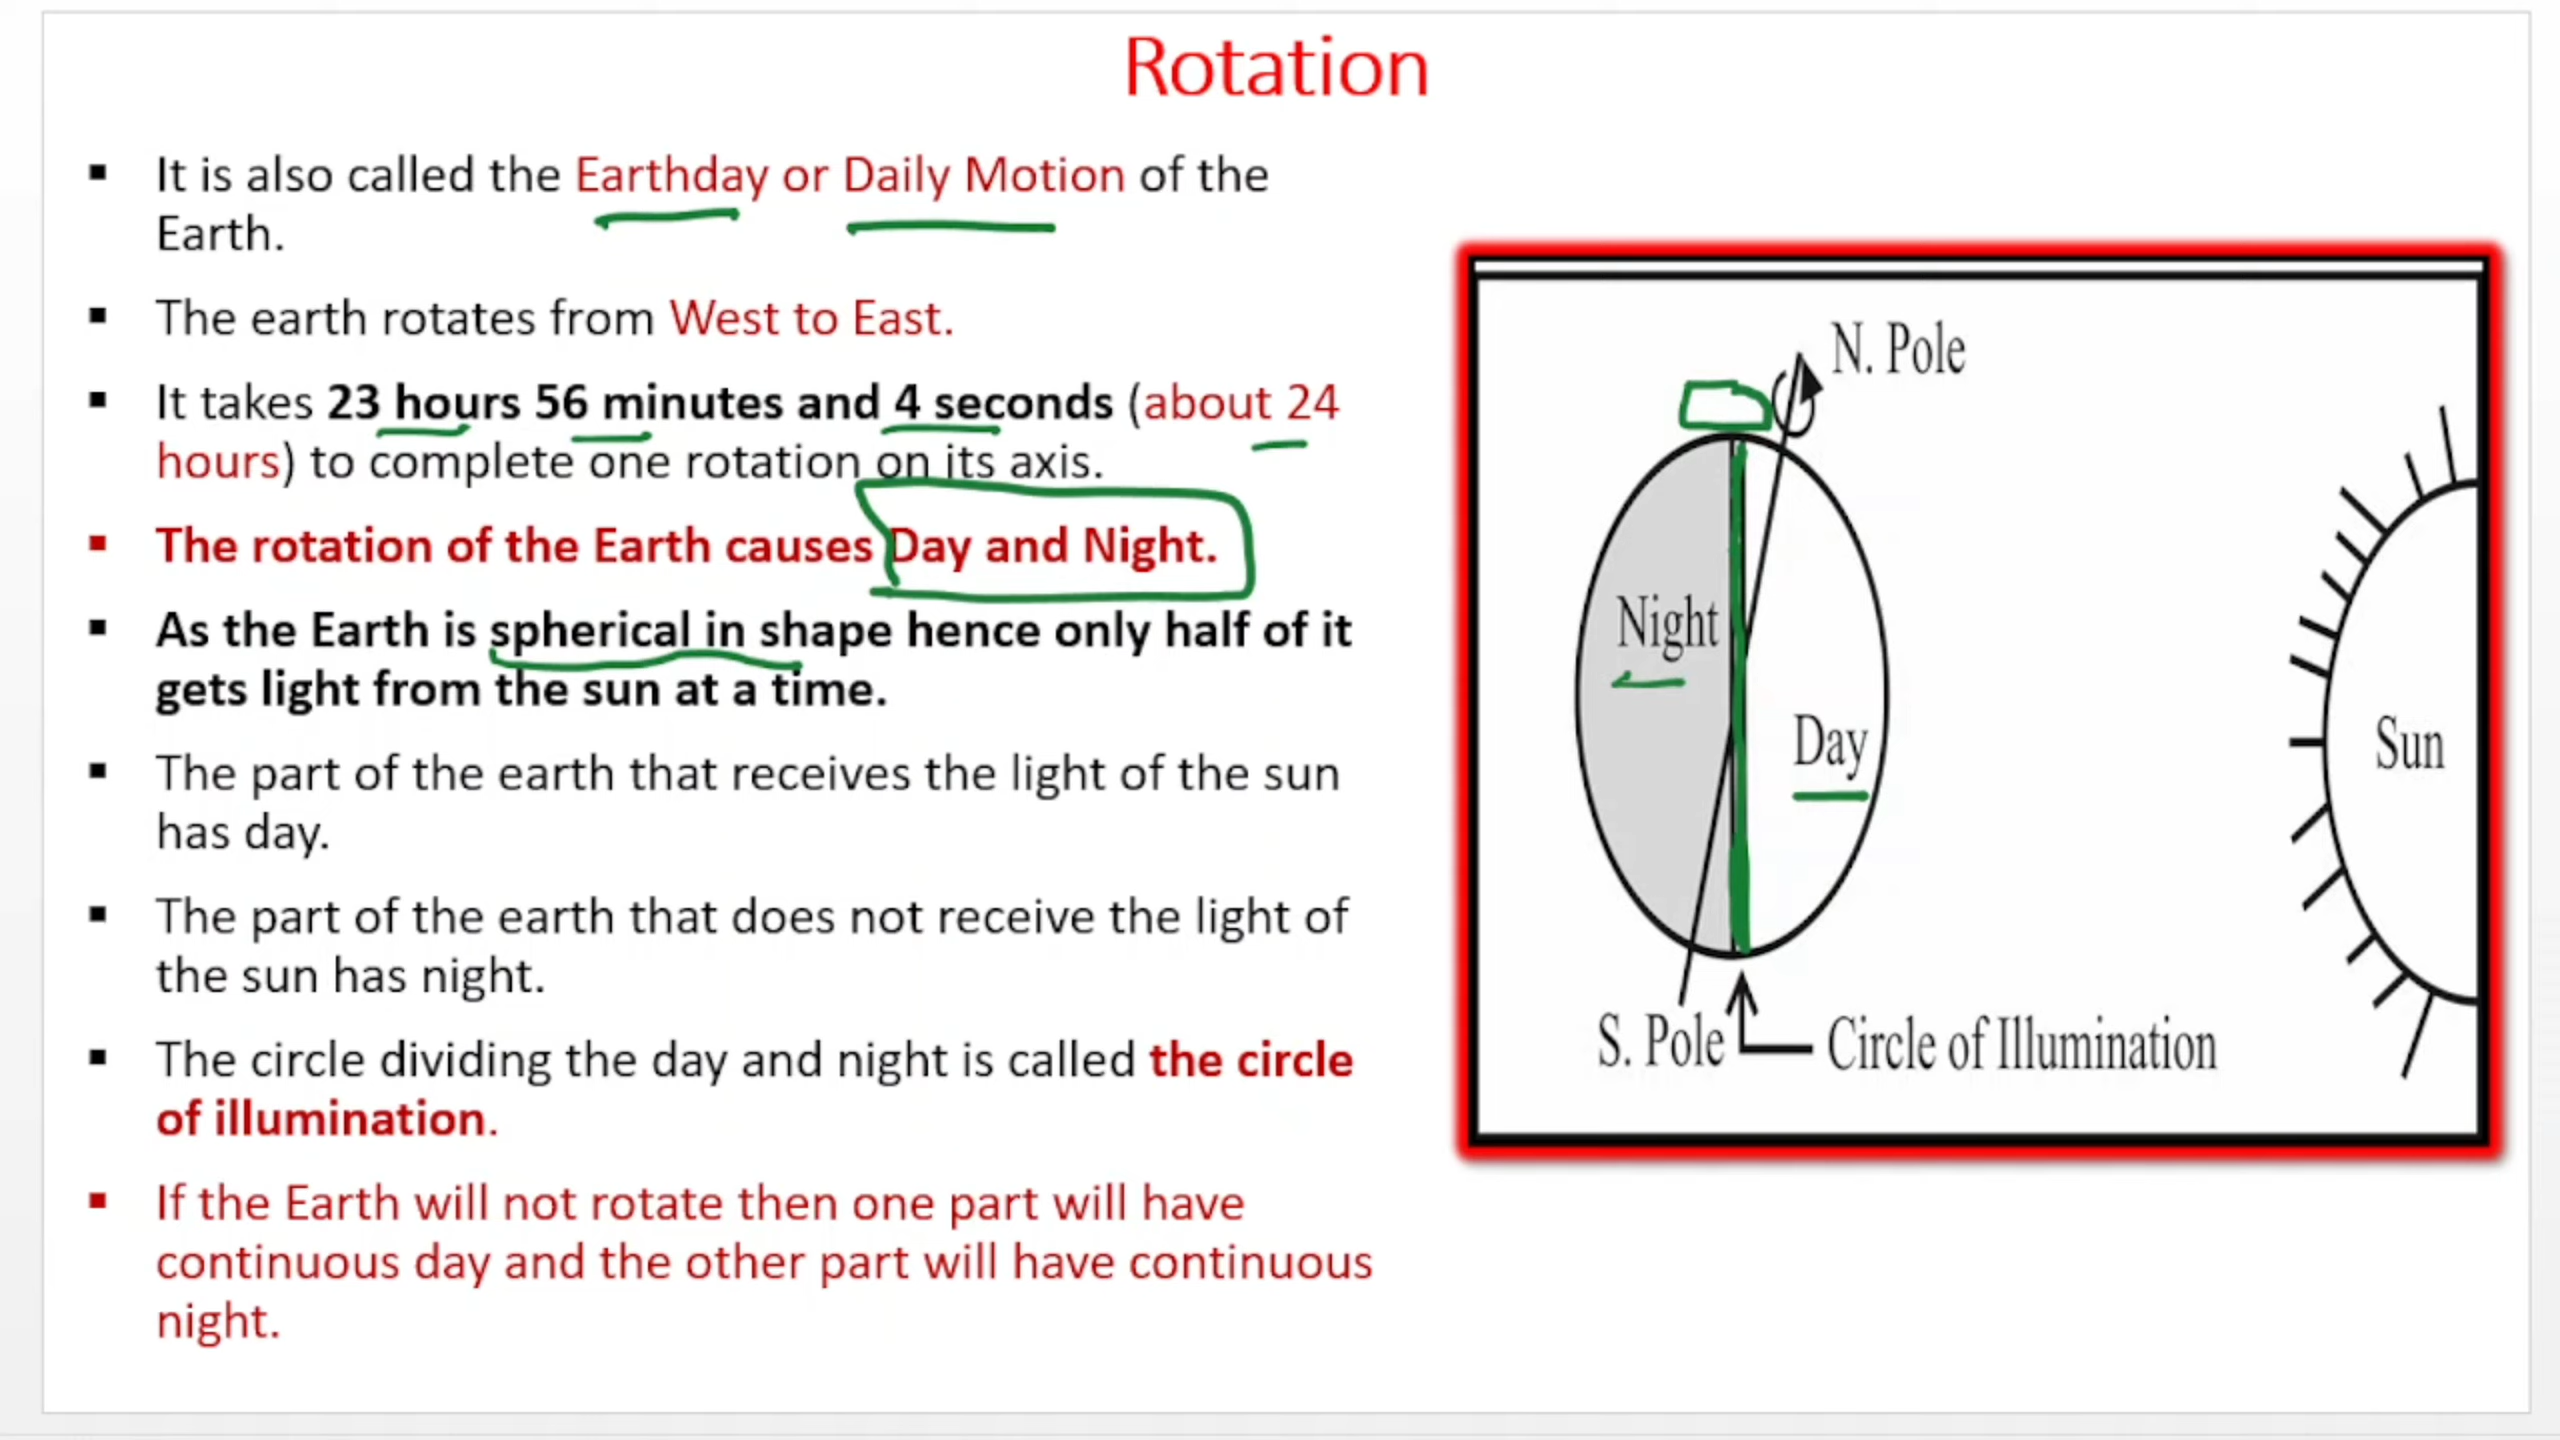 Rotation
▪ It is also called the Earthday or Daily Motion of the
Earth.
▪ The earth rotates from West to East.
▪ It takes 23 hours 56 minutes and 4 seconds (about 24
hours) to complete one rotation on its axis.
▪ The rotation of the Earth causes Day and Night.
▪ As the Earth is spherical in shape hence only half of it
gets light from the sun at a time.
▪ The part of the earth that receives the light of the sun
has day.
▪ The part of the earth that does not receive the light of
the sun has night.
▪ The circle dividing the day and night is called the circle
of illumination.
▪ If the Earth will not rotate then one part will have
continuous day and the other part will have continuous
night.
N. Pole
Night
Day
Sun
S. Pole
Circle of Illumination